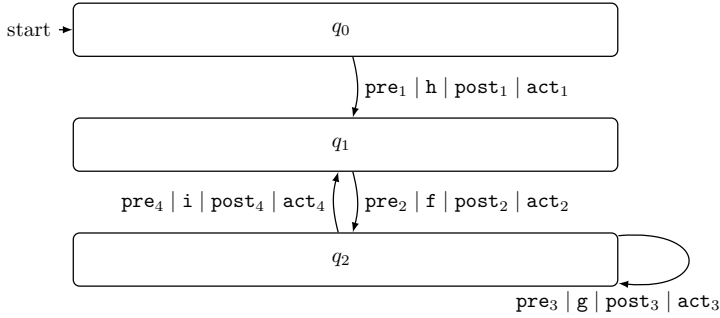 start q₀
pre₁ | h | post₁ | act₁
q₁
pre₄ | i | post₄ | act₄ pre₂ | f | post₂ | act₂
q₂
pre₃ | g | post₃ | act₃